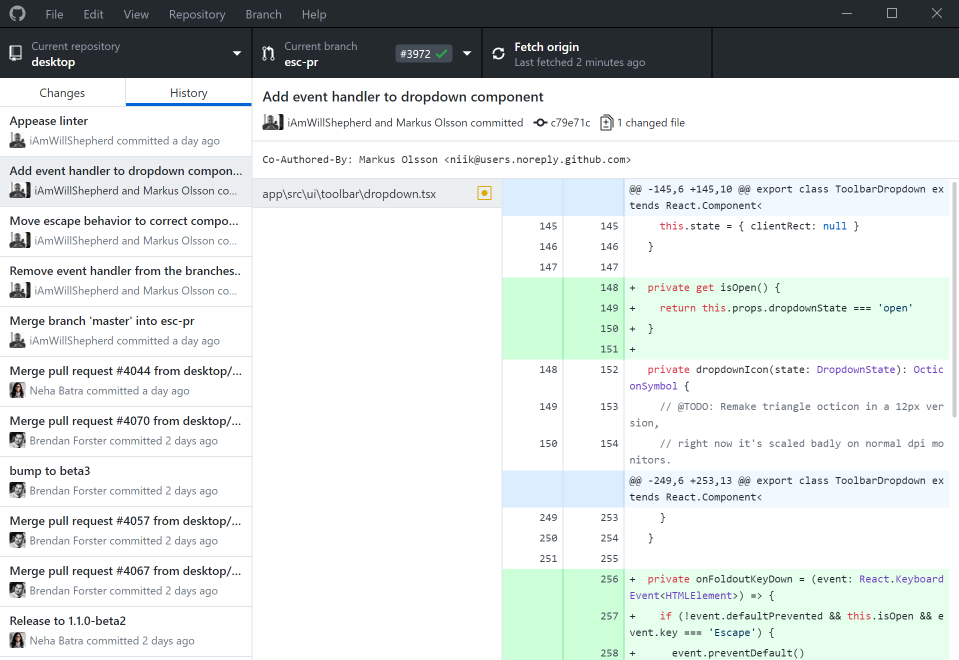 File Edit View Repository Branch Help
Current repository
desktop
Current branch
esc-pr
#3972
Fetch origin
Last fetched 2 minutes ago
Changes
History
Appease linter
iAmWillShepherd committed a day ago
Add event handler to dropdown compon...
iAmWillShepherd and Markus Olsson co...
Move escape behavior to correct compo...
iAmWillShepherd and Markus Olsson co...
Remove event handler from the branches..
iAmWillShepherd and Markus Olsson co...
Merge branch 'master' into esc-pr
iAmWillShepherd committed a day ago
Merge pull request #4044 from desktop/...
Neha Batra committed a day ago
Merge pull request #4070 from desktop/...
Brendan Forster committed 2 days ago
bump to beta3
Brendan Forster committed 2 days ago
Merge pull request #4057 from desktop/...
Brendan Forster committed 2 days ago
Merge pull request #4067 from desktop/...
Brendan Forster committed 2 days ago
Release to 1.1.0-beta2
Neha Batra committed 2 days ago
Add event handler to dropdown component
iAmWillShepherd and Markus Olsson committed c79e71c 1 changed file
Co-Authored-By: Markus Olsson <niik@users.noreply.github.com>
app\src\ui\toolbar\dropdown.tsx
@@ -145,6 +145,10 @@ export class ToolbarDropdown ex
tends React.Component<
145 145 this.state = { clientRect: null }
146 146 }
147 147
148 + private get isOpen() {
149 + return this.props.dropdownState === 'open'
150 + }
151 +
148 152 private dropdownIcon(state: DropdownState): Octic
onSymbol {
149 153 // @TODO: Remake triangle octicon in a 12px ver
sion,
150 154 // right now it's scaled badly on normal dpi mo
nitors.
@@ -249,6 +253,13 @@ export class ToolbarDropdown ex
tends React.Component<
249 253 }
250 254 }
251 255
256 + private onFoldoutKeyDown = (event: React.Keyboard
Event<HTMLElement>) => {
257 + if (!event.defaultPrevented && this.isOpen && e
vent.key === 'Escape') {
258 + event.preventDefault()